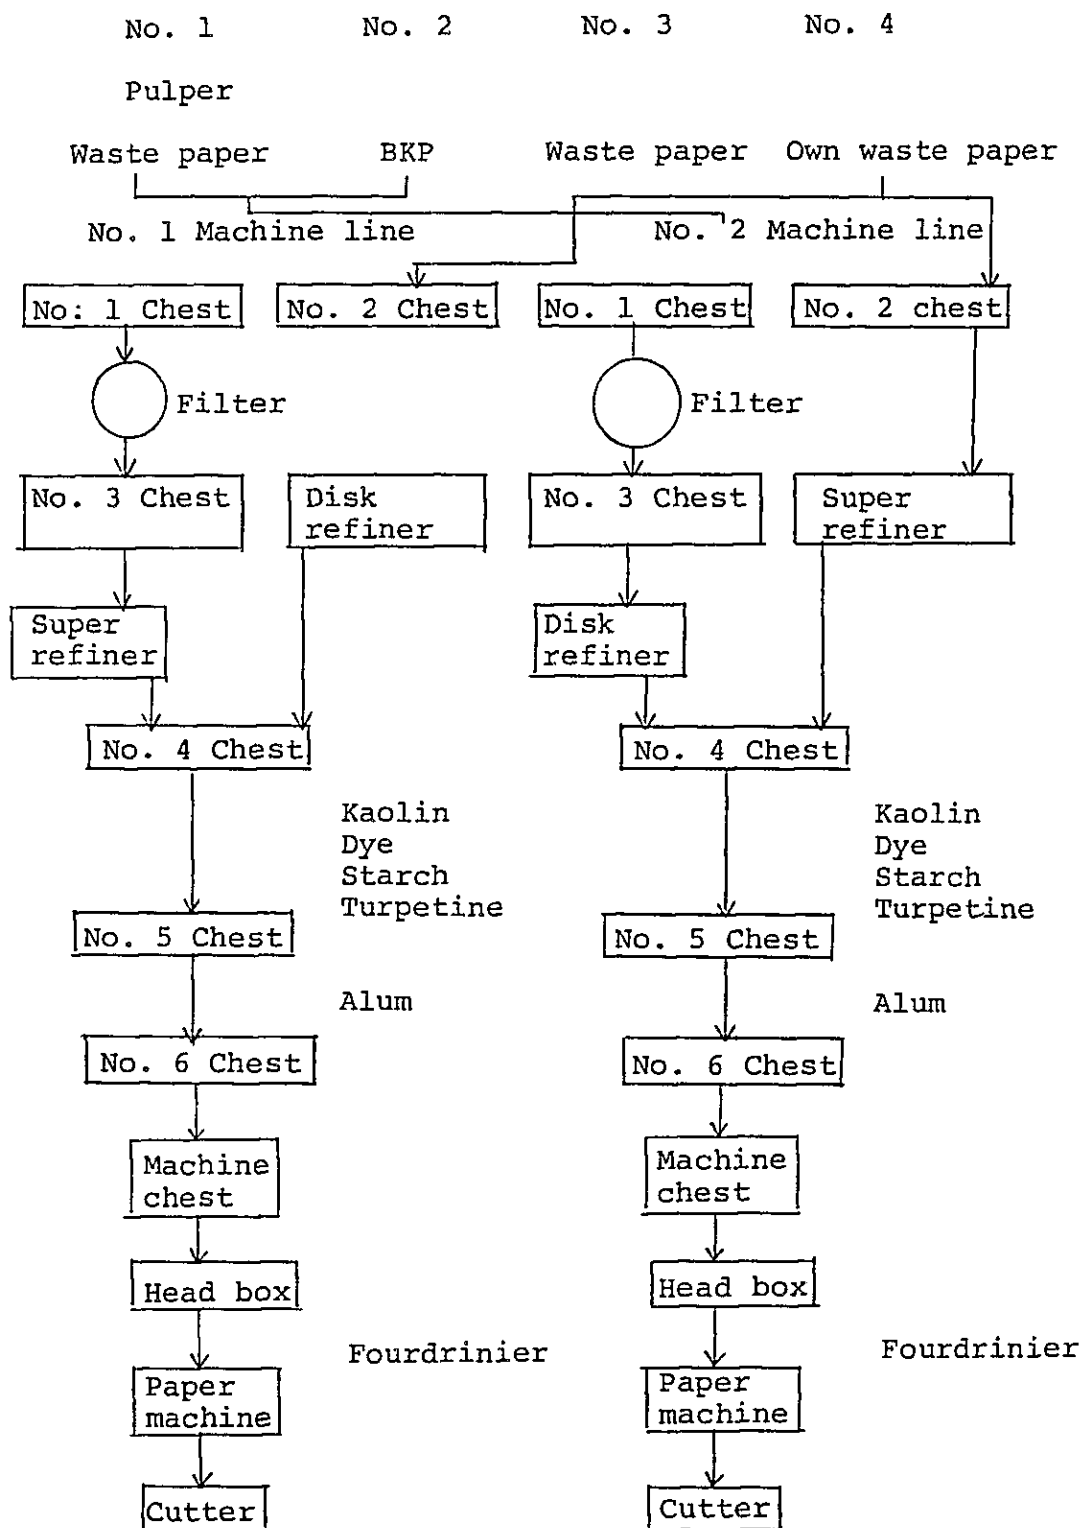 No. 1 No. 2 No. 3 No. 4
Pulper
Waste paper BKP Waste paper Own waste paper
No. 1 Machine line No. 2 Machine line
No: 1 Chest No. 2 Chest No. 1 Chest No. 2 chest
Filter Filter
No. 3 Chest Disk refiner No. 3 Chest Super refiner
Super refiner Disk refiner
No. 4 Chest No. 4 Chest
Kaolin Kaolin
Dye Dye
Starch Starch
Turpetine Turpetine
No. 5 Chest No. 5 Chest
Alum Alum
No. 6 Chest No. 6 Chest
Machine chest Machine chest
Head box Head box
Fourdrinier Fourdrinier
Paper machine Paper machine
Cutter Cutter